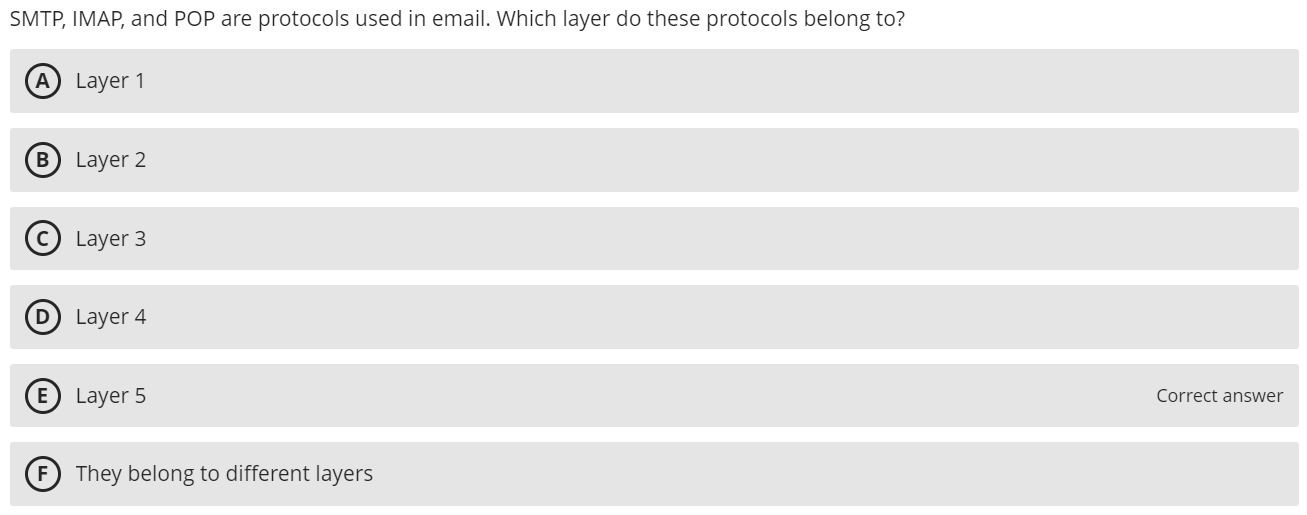 SMTP, IMAP, and POP are protocols used in email. Which layer do these protocols belong to?
A Layer 1
B Layer 2
C Layer 3
D Layer 4
E Layer 5 Correct answer
F They belong to different layers